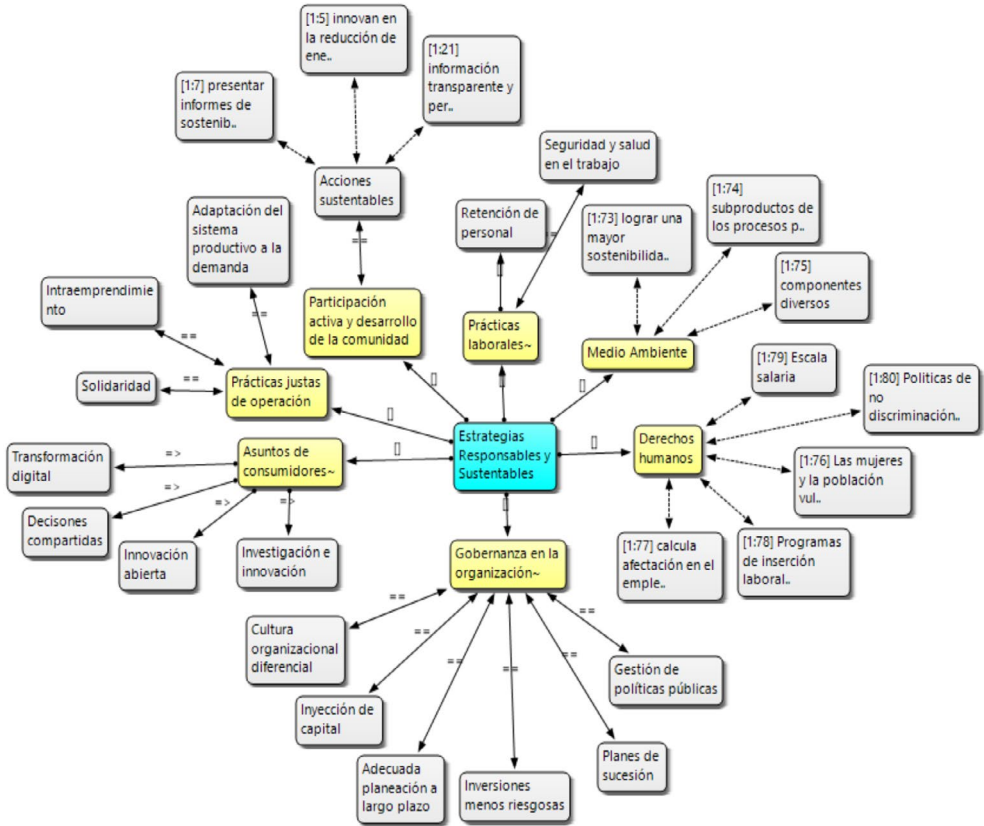 [1:5] innovan en
la reducción de
ene..
[1:21]
información
transparente y
per..
[1:7] presentar
informes de
sostenib..
Acciones
sustentables
==
Seguridad y salud
en el trabajo
==
Retención de
personal
[1:73] lograr una
mayor
sostenibilida..
[1:74]
subproductos de
los procesos p..
[1:75]
componentes
diversos
Adaptación del
sistema
productivo a la
demanda
==
Intraemprendimie
nto
==
Solidaridad
==
Prácticas justas
de operación
Participación
activa y desarrollo
de la comunidad
Prácticas
laborales~
Medio Ambiente
[1:79] Escala
salaria
[1:80] Politicas de
no
discriminación..
[1:76] Las mujeres
y la población
vul..
[1:78] Programas
de inserción
laboral..
[1:77] calcula
afectación en el
emple..
Derechos
humanos
Estrategias
Responsables y
Sustentables
Asuntos de
consumidores~
Transformación
digital
=>
Decisones
compartidas
=>
Innovación
abierta
=>
Investigación e
innovación
=>
Gobernanza en la
organización~
Cultura
organizacional
diferencial
==
Inyección de
capital
==
Adecuada
planeación a
largo plazo
==
Inversiones
menos riesgosas
==
Planes de
sucesión
==
Gestión de
políticas públicas
==